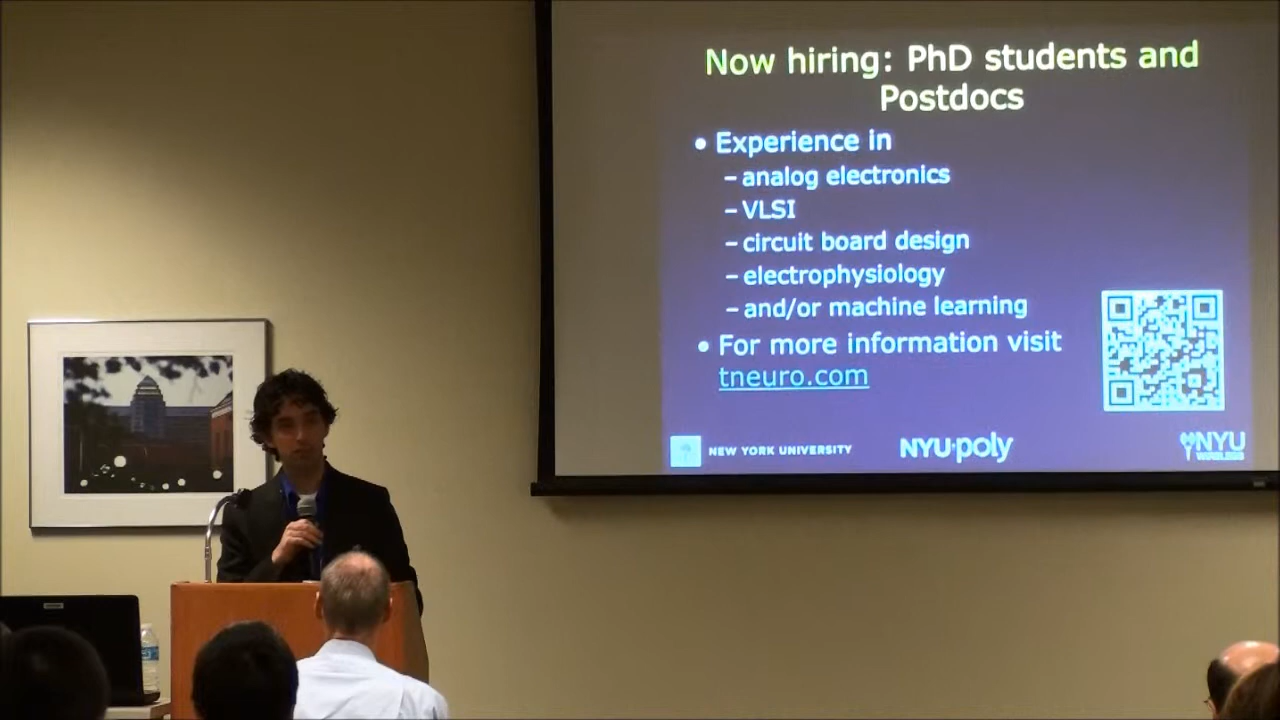 Now hiring: PhD students and
Postdocs
• Experience in
– analog electronics
– VLSI
– circuit board design
– electrophysiology
– and/or machine learning
• For more information visit
tneuro.com
NEW YORK UNIVERSITY
NYU·poly
NYU
WIRELESS